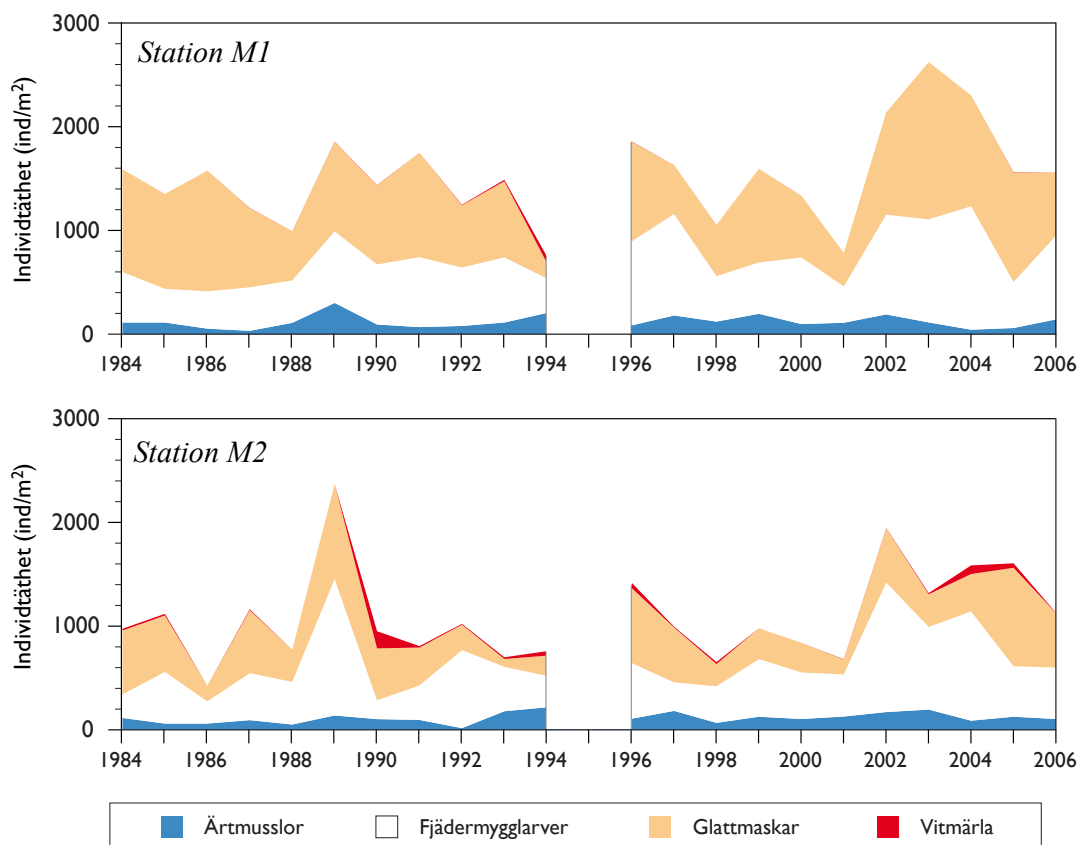 Station M1
Individtäthet (ind/m²)
3000
2000
1000
0
1984 1986 1988 1990 1992 1994 1996 1998 2000 2002 2004 2006
Station M2
Individtäthet (ind/m²)
3000
2000
1000
0
1984 1986 1988 1990 1992 1994 1996 1998 2000 2002 2004 2006
Ärtmusslor Fjädermygglarver Glattmaskar Vitmärla